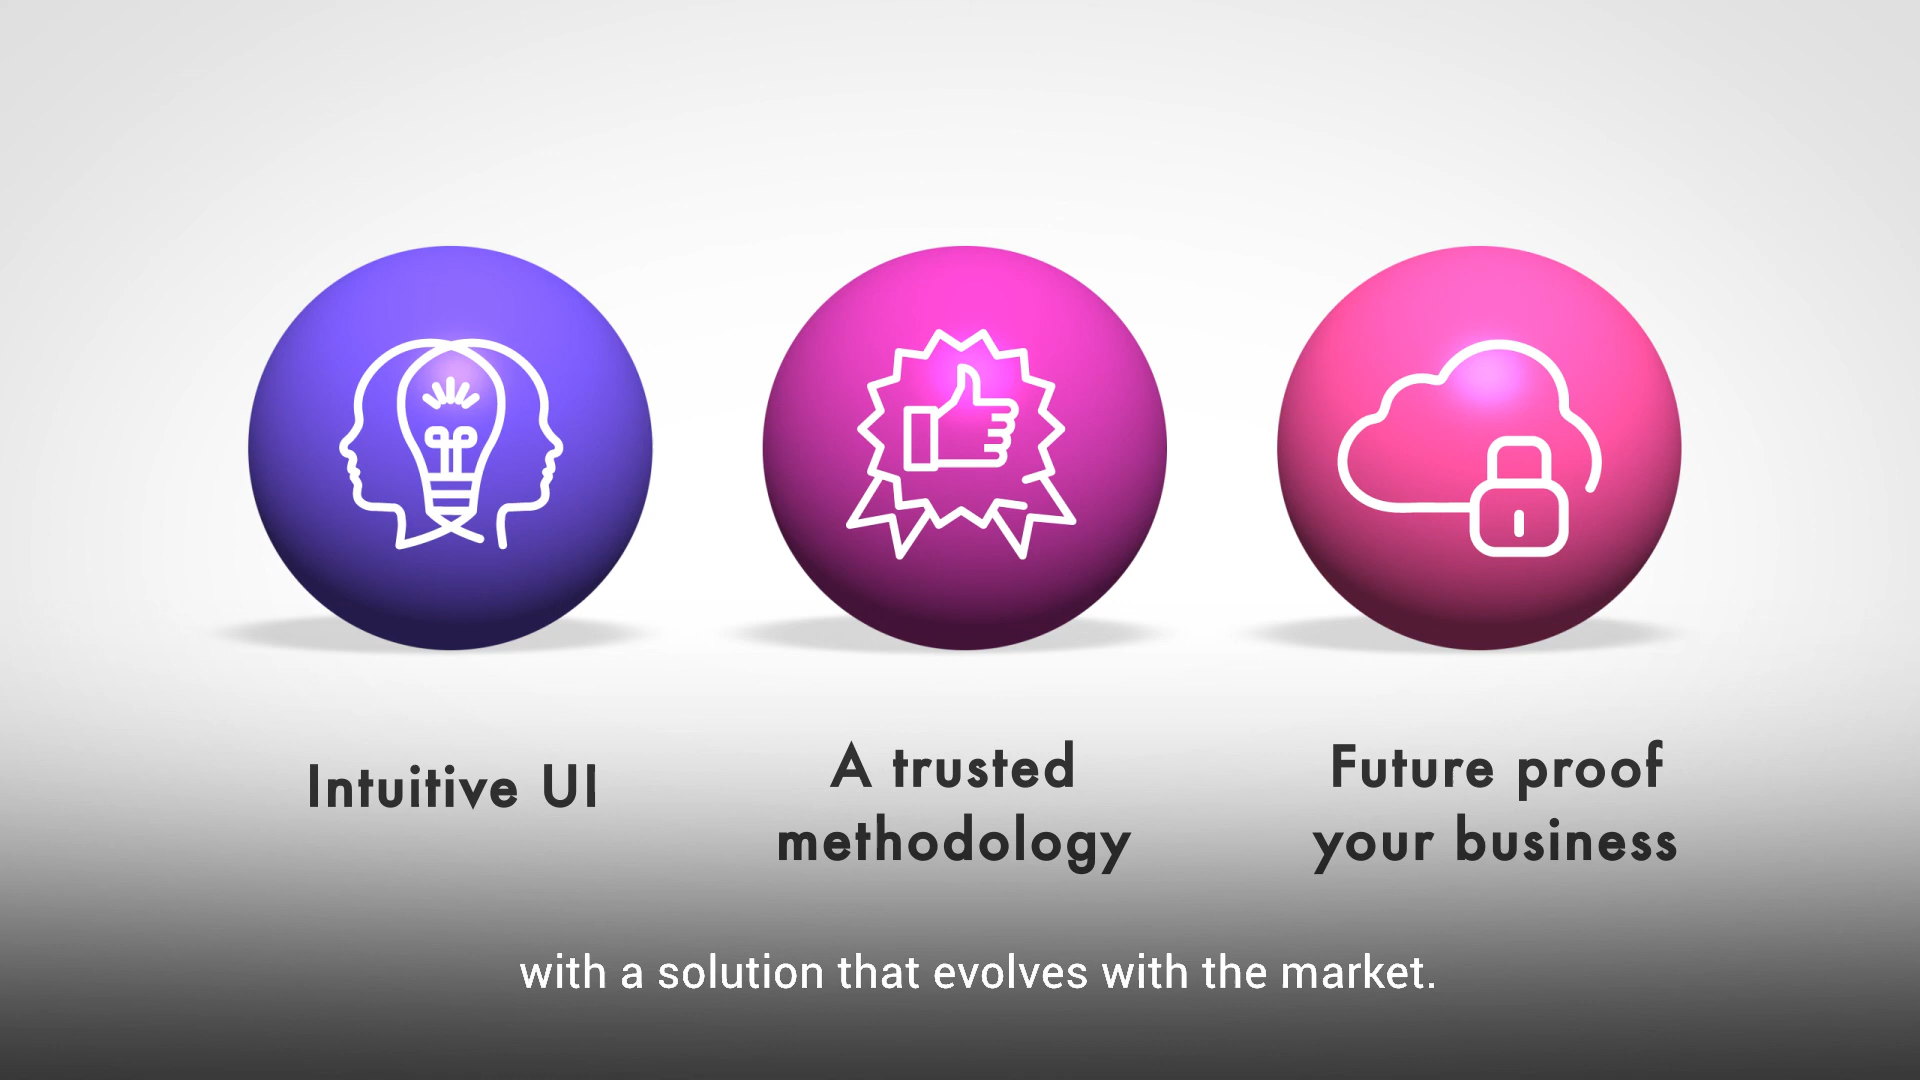 Intuitive UI
A trusted
methodology
Future proof
your business
with a solution that evolves with the market.